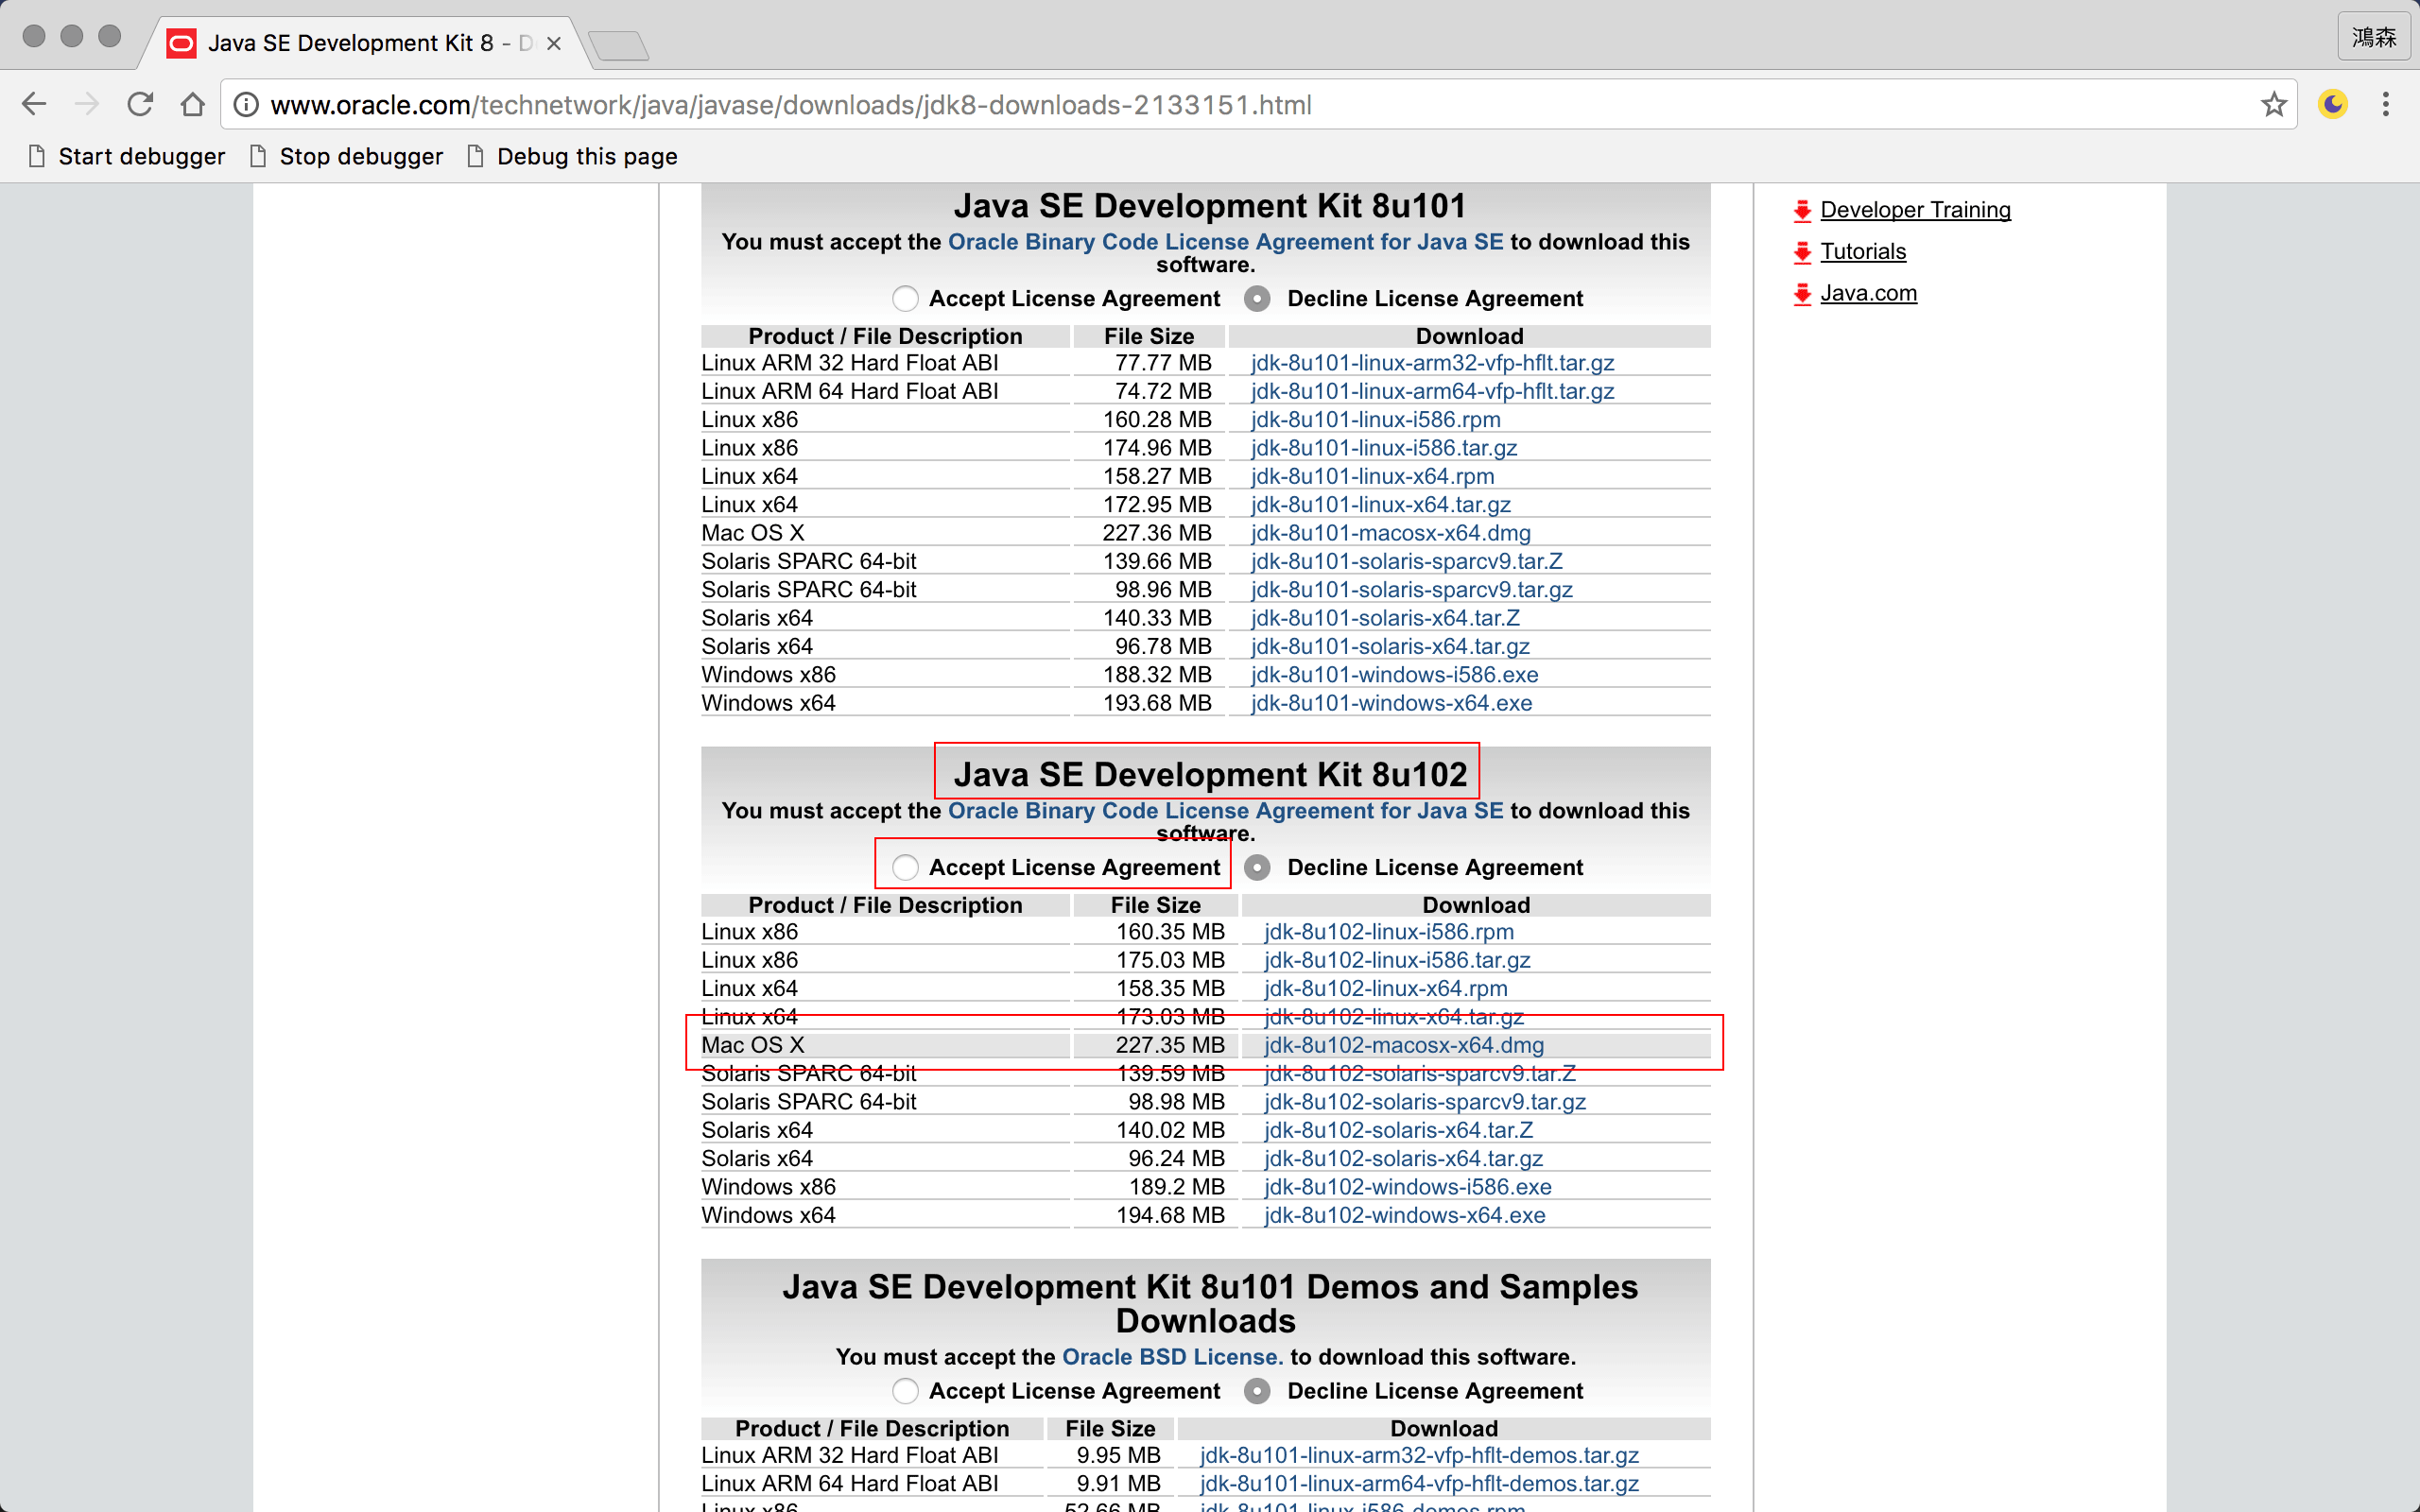 Java SE Development Kit 8 - D
鴻森
www.oracle.com/technetwork/java/javase/downloads/jdk8-downloads-2133151.html
Start debugger Stop debugger Debug this page
Java SE Development Kit 8u101
You must accept the Oracle Binary Code License Agreement for Java SE to download this
software.
Accept License Agreement Decline License Agreement
Product / File Description File Size Download
Linux ARM 32 Hard Float ABI 77.77 MB jdk-8u101-linux-arm32-vfp-hflt.tar.gz
Linux ARM 64 Hard Float ABI 74.72 MB jdk-8u101-linux-arm64-vfp-hflt.tar.gz
Linux x86 160.28 MB jdk-8u101-linux-i586.rpm
Linux x86 174.96 MB jdk-8u101-linux-i586.tar.gz
Linux x64 158.27 MB jdk-8u101-linux-x64.rpm
Linux x64 172.95 MB jdk-8u101-linux-x64.tar.gz
Mac OS X 227.36 MB jdk-8u101-macosx-x64.dmg
Solaris SPARC 64-bit 139.66 MB jdk-8u101-solaris-sparcv9.tar.Z
Solaris SPARC 64-bit 98.96 MB jdk-8u101-solaris-sparcv9.tar.gz
Solaris x64 140.33 MB jdk-8u101-solaris-x64.tar.Z
Solaris x64 96.78 MB jdk-8u101-solaris-x64.tar.gz
Windows x86 188.32 MB jdk-8u101-windows-i586.exe
Windows x64 193.68 MB jdk-8u101-windows-x64.exe
Java SE Development Kit 8u102
You must accept the Oracle Binary Code License Agreement for Java SE to download this
software.
Accept License Agreement Decline License Agreement
Product / File Description File Size Download
Linux x86 160.35 MB jdk-8u102-linux-i586.rpm
Linux x86 175.03 MB jdk-8u102-linux-i586.tar.gz
Linux x64 158.35 MB jdk-8u102-linux-x64.rpm
Linux x64 173.03 MB jdk-8u102-linux-x64.tar.gz
Mac OS X 227.35 MB jdk-8u102-macosx-x64.dmg
Solaris SPARC 64-bit 139.59 MB jdk-8u102-solaris-sparcv9.tar.Z
Solaris SPARC 64-bit 98.98 MB jdk-8u102-solaris-sparcv9.tar.gz
Solaris x64 140.02 MB jdk-8u102-solaris-x64.tar.Z
Solaris x64 96.24 MB jdk-8u102-solaris-x64.tar.gz
Windows x86 189.2 MB jdk-8u102-windows-i586.exe
Windows x64 194.68 MB jdk-8u102-windows-x64.exe
Java SE Development Kit 8u101 Demos and Samples
Downloads
You must accept the Oracle BSD License. to download this software.
Accept License Agreement Decline License Agreement
Product / File Description File Size Download
Linux ARM 32 Hard Float ABI 9.95 MB jdk-8u101-linux-arm32-vfp-hflt-demos.tar.gz
Linux ARM 64 Hard Float ABI 9.91 MB jdk-8u101-linux-arm64-vfp-hflt-demos.tar.gz
Linux x86 52.66 MB jdk-8u101-linux-i586-demos.rpm
Developer Training
Tutorials
Java.com